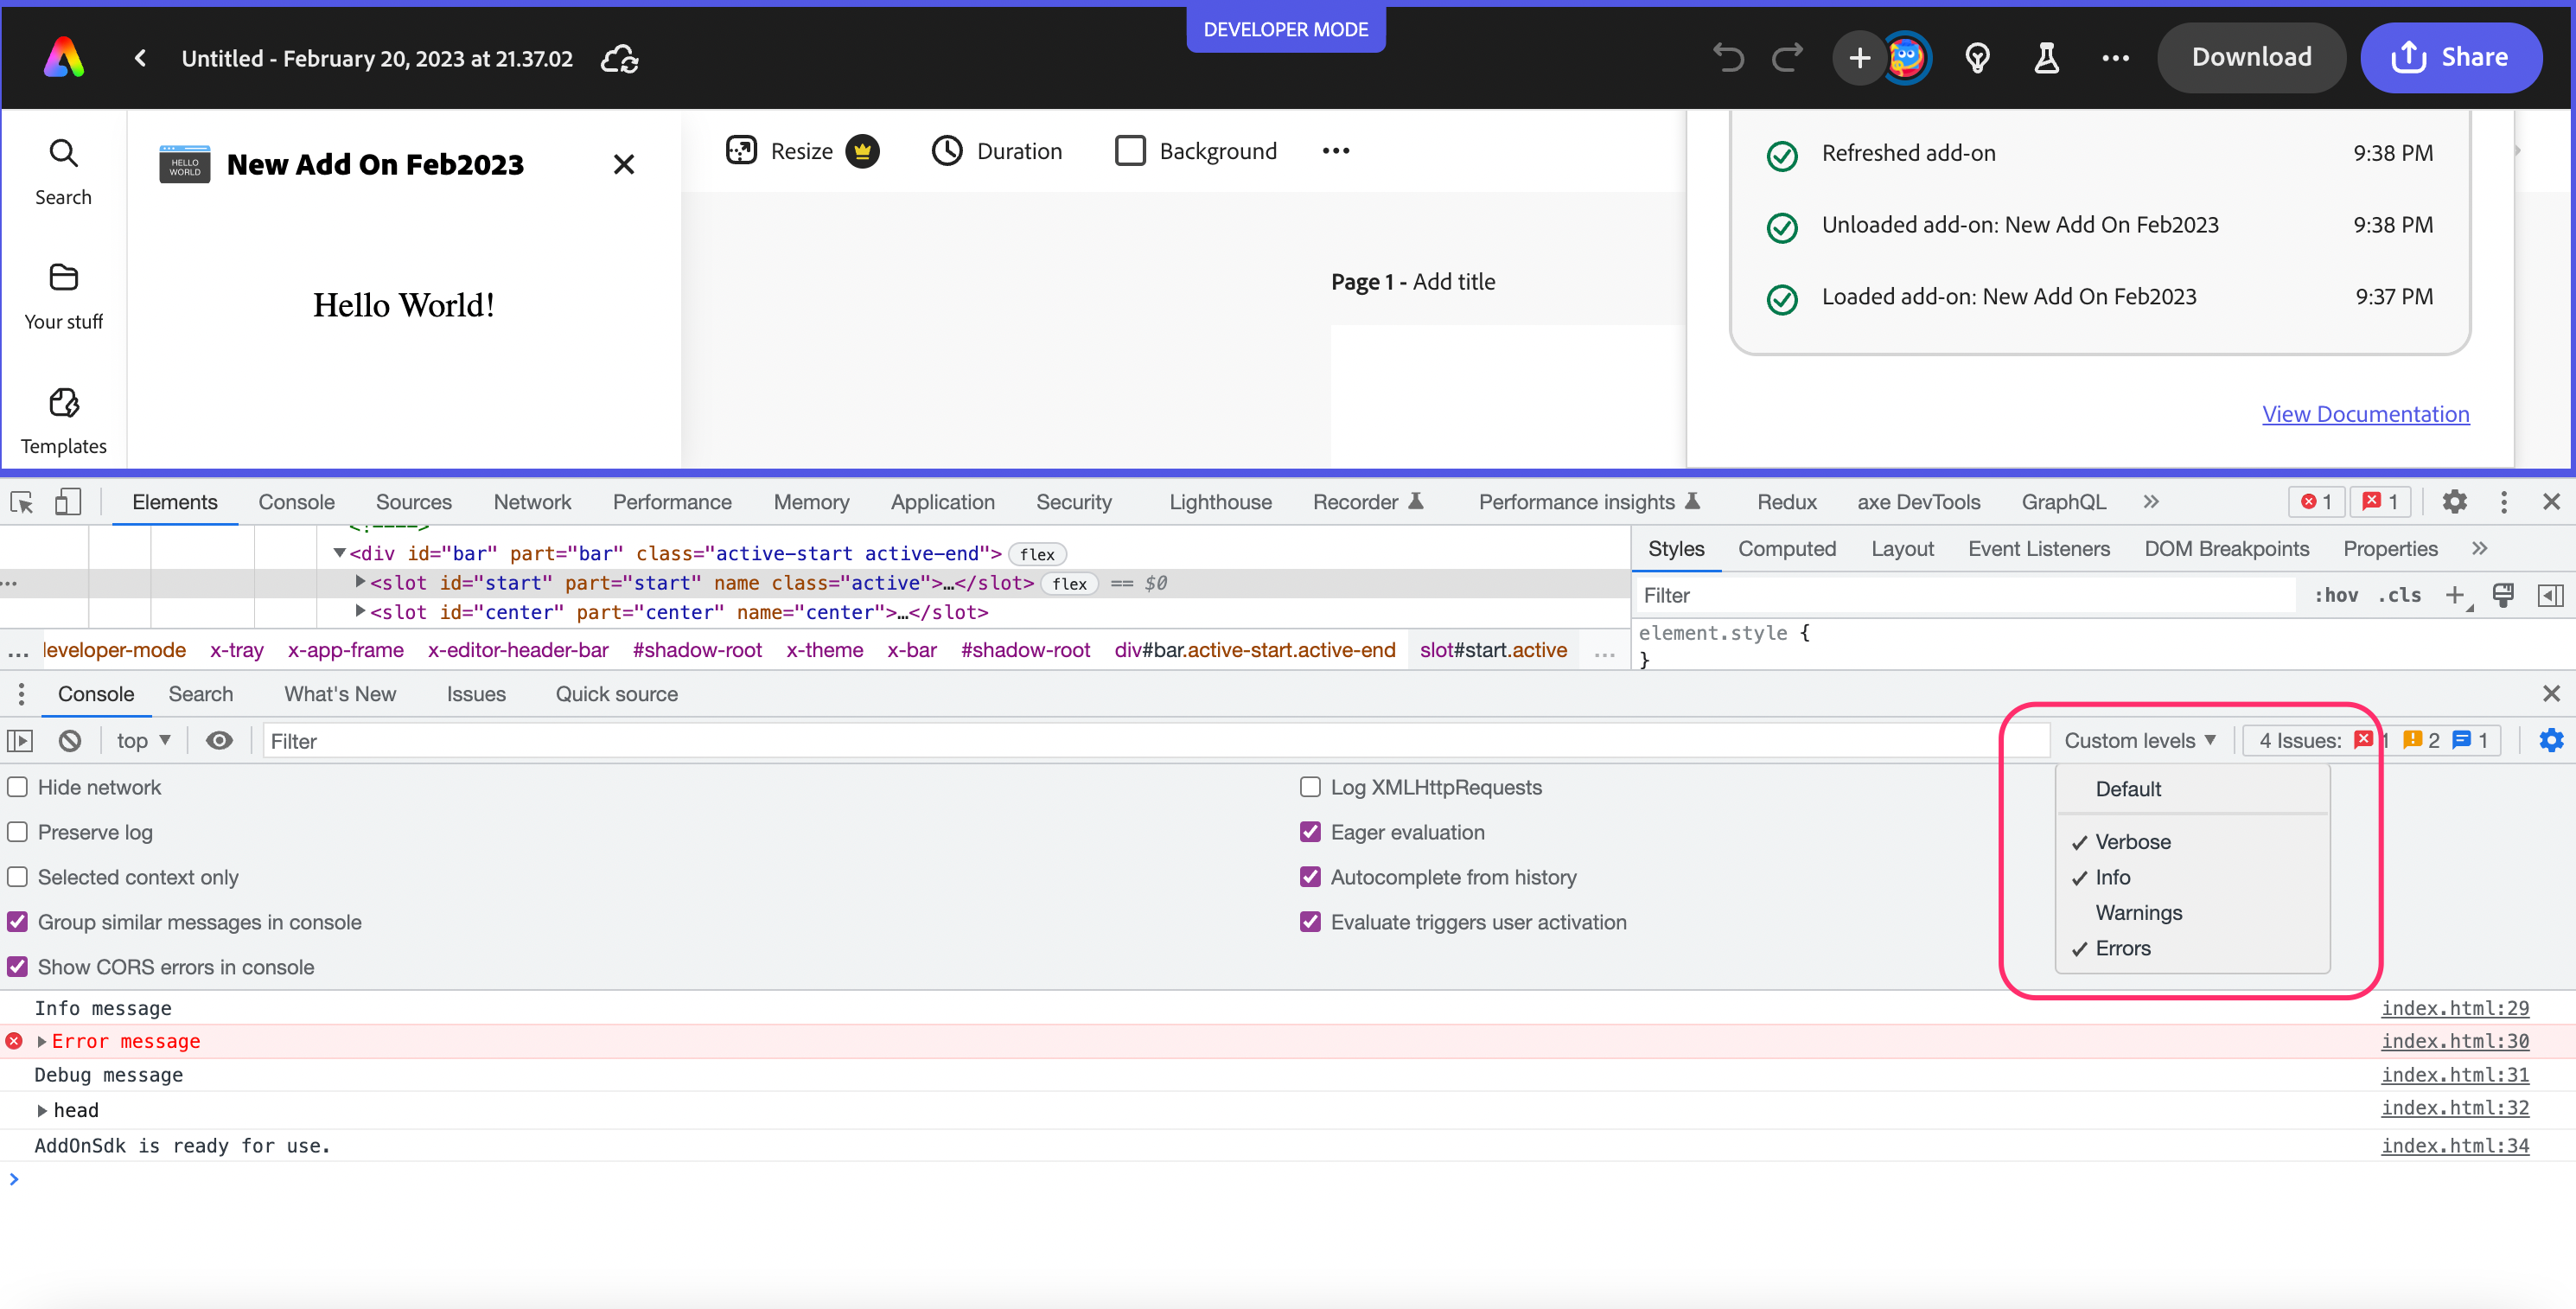 DEVELOPER MODE
Untitled - February 20, 2023 at 21.37.02
Download
Share
Search
Your stuff
Templates
HELLO WORLD
New Add On Feb2023
Hello World!
Resize
Duration
Background
Page 1 - Add title
Refreshed add-on 9:38 PM
Unloaded add-on: New Add On Feb2023 9:38 PM
Loaded add-on: New Add On Feb2023 9:37 PM
View Documentation
Elements Console Sources Network Performance Memory Application Security Lighthouse Recorder Performance insights Redux axe DevTools GraphQL » 1 1
<!---->
▼<div id="bar" part="bar" class="active-start active-end"> flex
▶<slot id="start" part="start" name class="active">…</slot> flex == $0
▶<slot id="center" part="center" name="center">…</slot>
... leveloper-mode x-tray x-app-frame x-editor-header-bar #shadow-root x-theme x-bar #shadow-root div#bar.active-start.active-end slot#start.active ...
Styles Computed Layout Event Listeners DOM Breakpoints Properties »
Filter :hov .cls +
element.style {
}
Console Search What's New Issues Quick source
top ▼ Filter Custom levels ▼ 4 Issues: 1 2 1
Hide network
Preserve log
Selected context only
Group similar messages in console
Show CORS errors in console
Log XMLHttpRequests
Eager evaluation
Autocomplete from history
Evaluate triggers user activation
Default
✓ Verbose
✓ Info
Warnings
✓ Errors
Info message index.html:29
▶Error message index.html:30
Debug message index.html:31
▶head index.html:32
AddOnSdk is ready for use. index.html:34
>